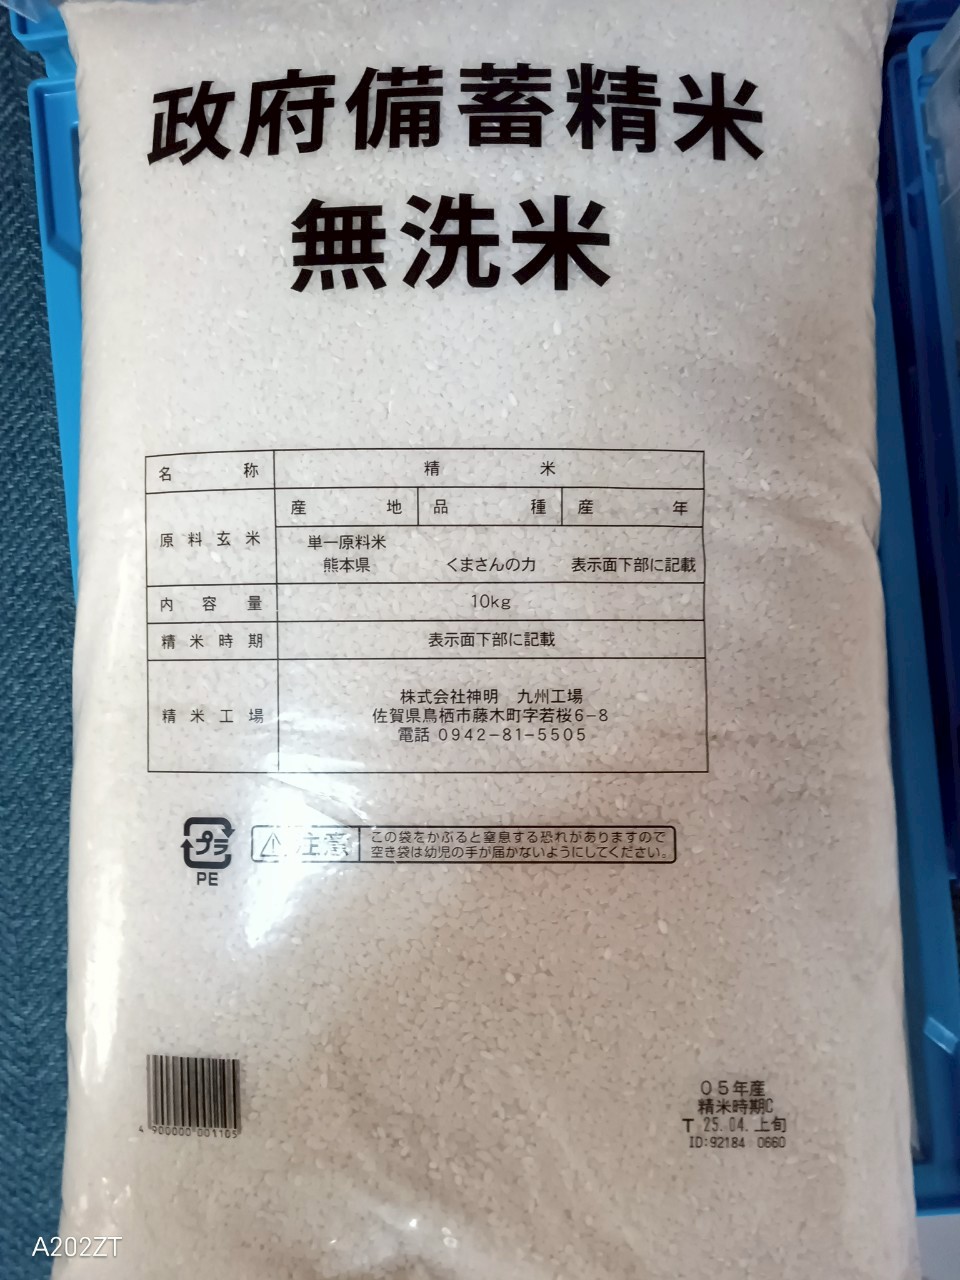 政府備蓄精米
無洗米
名称 精米
原料玄米 産地 品種 産年
単一原料米
熊本県 くまさんの力 表示面下部に記載
内容量 10kg
精米時期 表示面下部に記載
精米工場
株式会社神明 九州工場
佐賀県鳥栖市藤木町字若桜6-8
電話 0942-81-5505
プラ
PE
注意
この袋をかぶると窒息する恐れがありますので
空き袋は幼児の手が届かないようにしてください。
4 900000 001105
05年産
精米時期C
T 25.04.上旬
ID:92184 0660
A202ZT